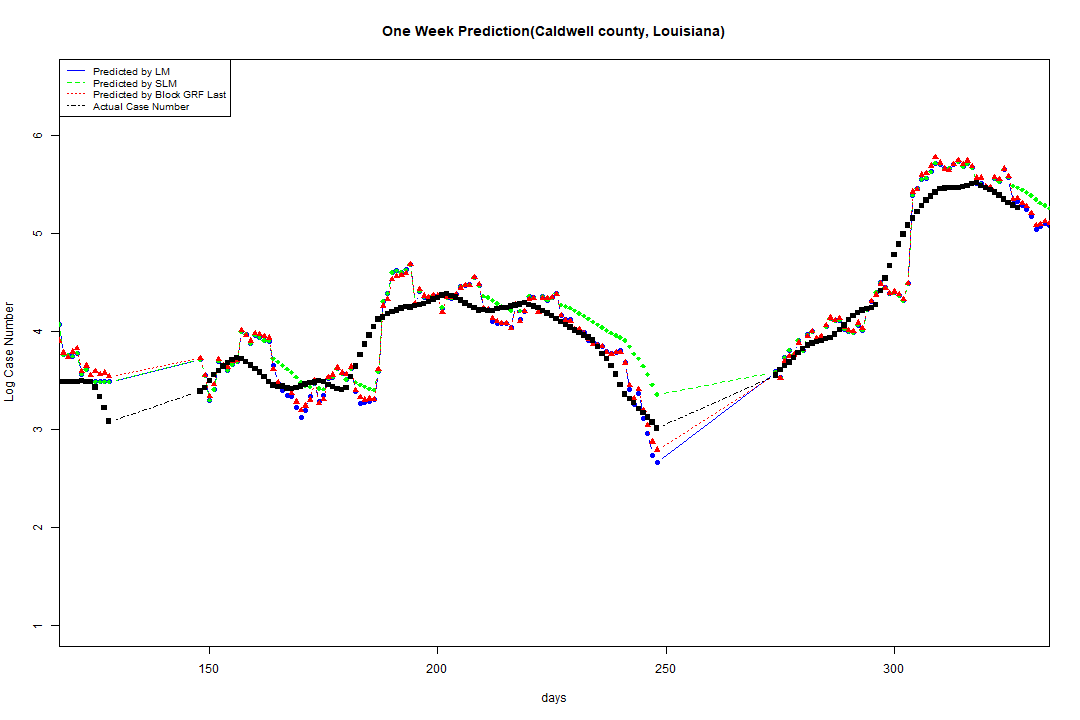 One Week Prediction(Caldwell county, Louisiana)
Predicted by LM
Predicted by SLM
Predicted by Block GRF Last
Actual Case Number
Log Case Number
6
5
4
3
2
1
150
200
250
300
days